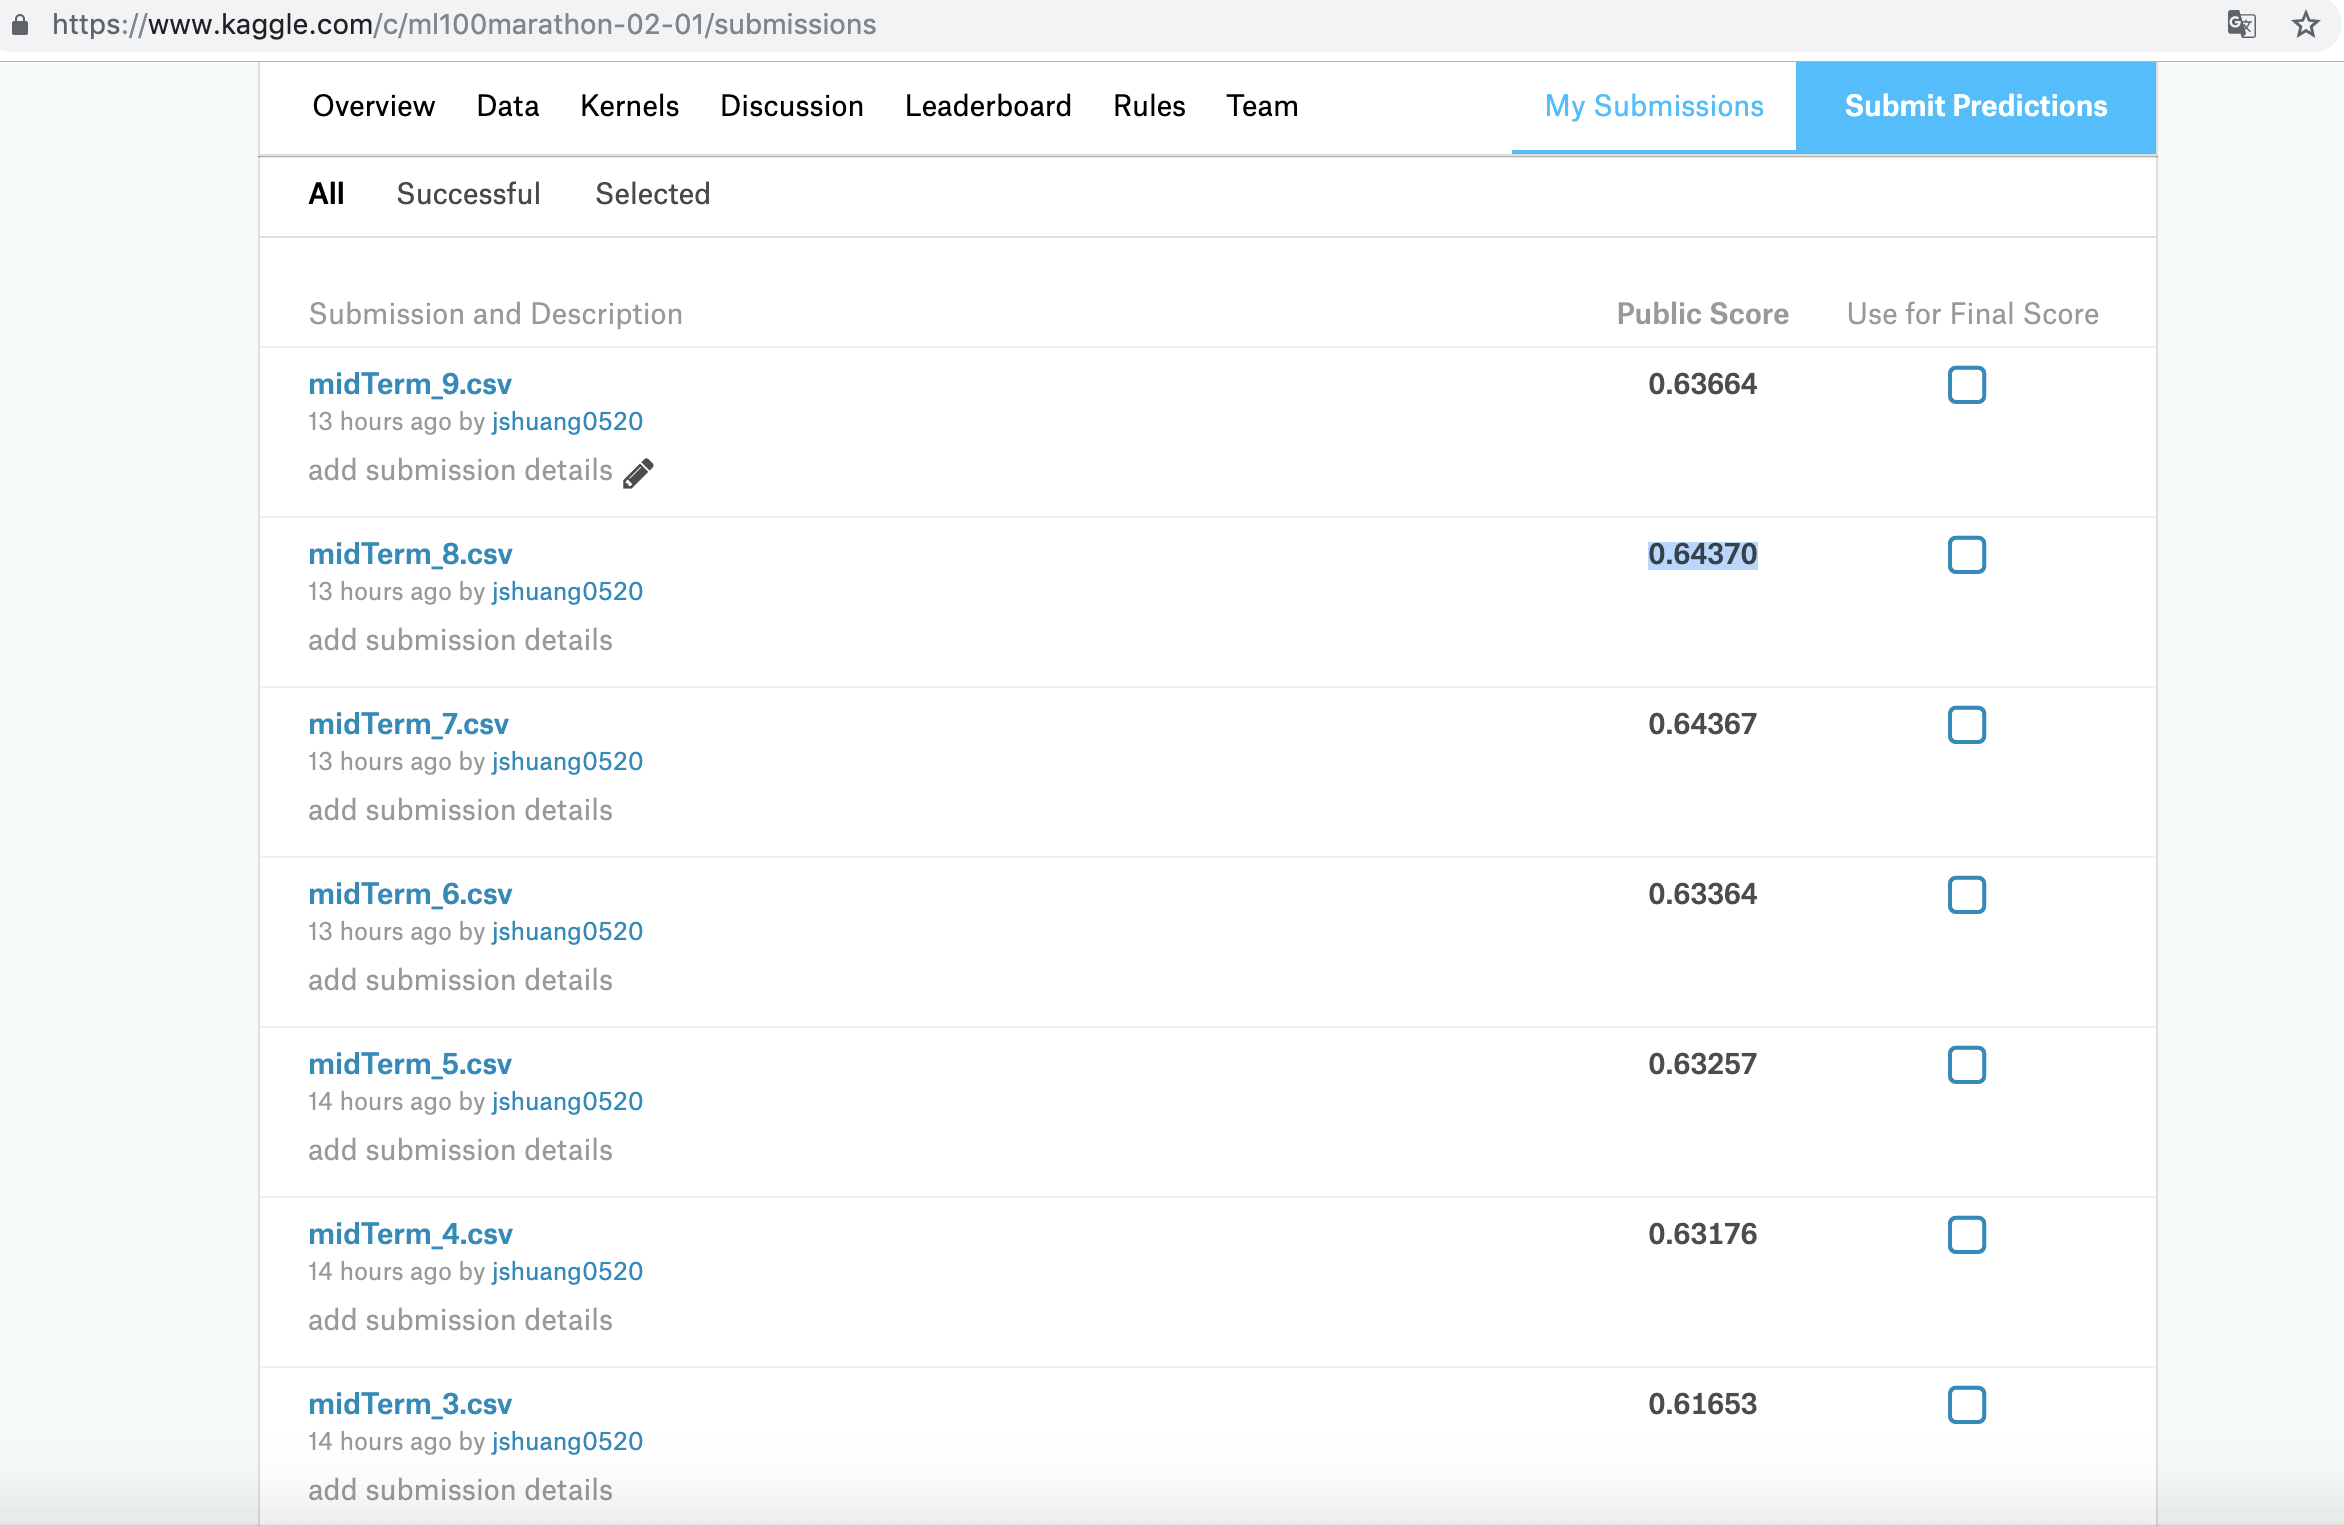 https://www.kaggle.com/c/ml100marathon-02-01/submissions
Overview Data Kernels Discussion Leaderboard Rules Team My Submissions Submit Predictions
All Successful Selected
Submission and Description Public Score Use for Final Score
midTerm_9.csv 0.63664
13 hours ago by jshuang0520
add submission details
midTerm_8.csv 0.64370
13 hours ago by jshuang0520
add submission details
midTerm_7.csv 0.64367
13 hours ago by jshuang0520
add submission details
midTerm_6.csv 0.63364
13 hours ago by jshuang0520
add submission details
midTerm_5.csv 0.63257
14 hours ago by jshuang0520
add submission details
midTerm_4.csv 0.63176
14 hours ago by jshuang0520
add submission details
midTerm_3.csv 0.61653
14 hours ago by jshuang0520
add submission details